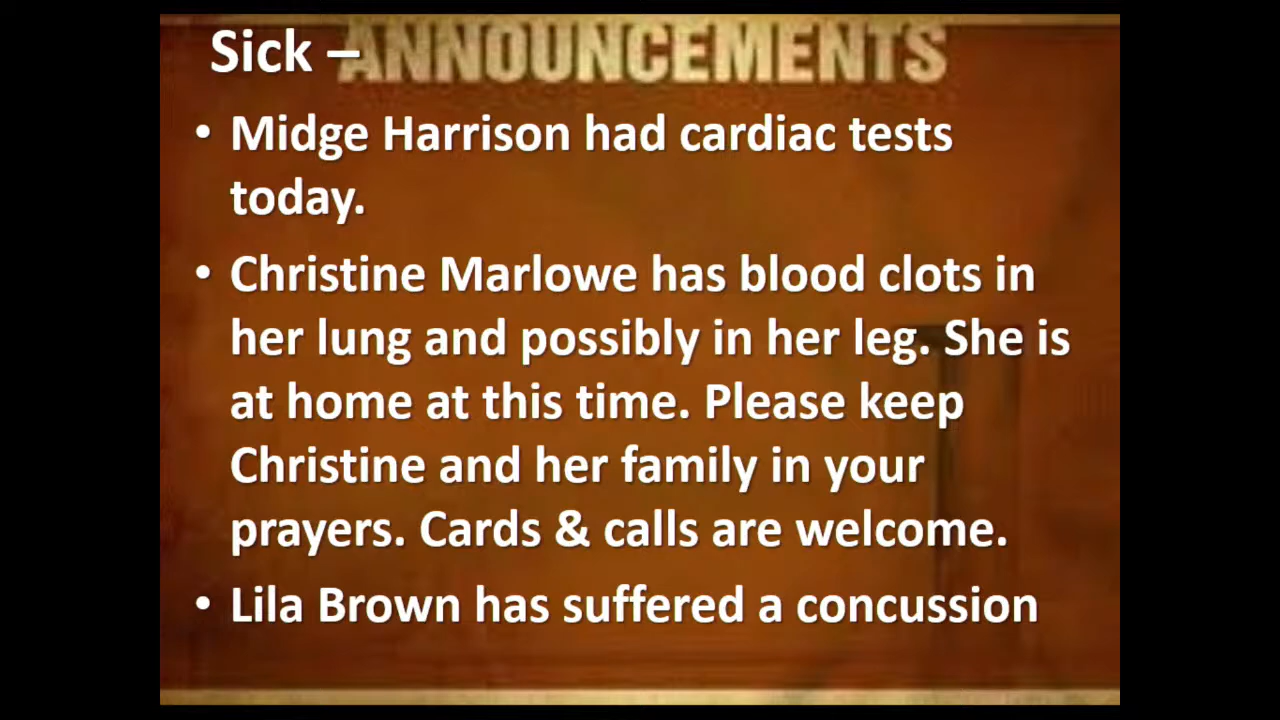 Sick – ANNOUNCEMENTS
• Midge Harrison had cardiac tests
today.
• Christine Marlowe has blood clots in
her lung and possibly in her leg. She is
at home at this time. Please keep
Christine and her family in your
prayers. Cards & calls are welcome.
• Lila Brown has suffered a concussion